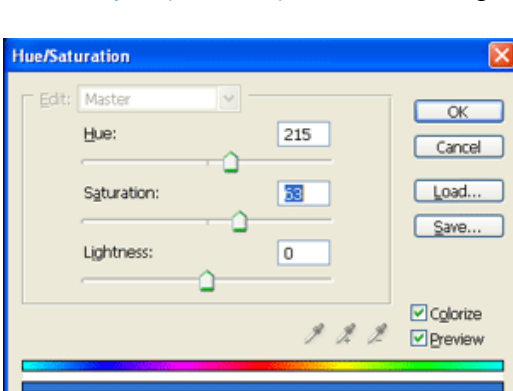 Hue/Saturation
Edit: Master
OK
Hue: 215
Cancel
Saturation: 53
Load...
Save...
Lightness: 0
Colorize
Preview